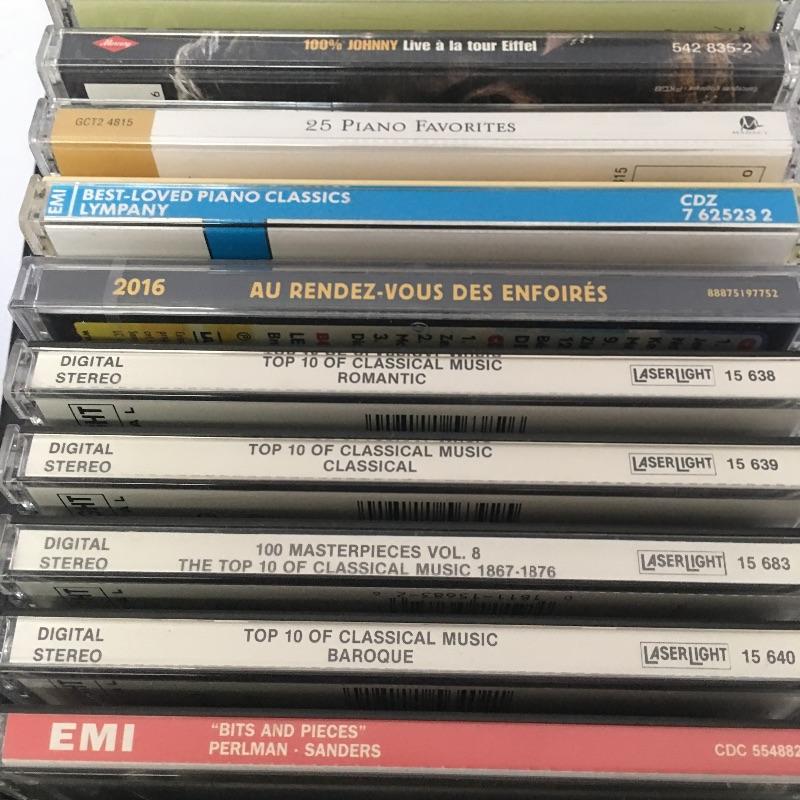 Mercury
100% JOHNNY Live à la tour Eiffel
542 835-2
GCT2 4815
25 PIANO FAVORITES
MADACY
EMI
BEST-LOVED PIANO CLASSICS
LYMPANY
CDZ
7 62523 2
2016
AU RENDEZ-VOUS DES ENFOIRÉS
88875197752
DIGITAL
STEREO
TOP 10 OF CLASSICAL MUSIC
ROMANTIC
LASERLIGHT
15 638
DIGITAL
STEREO
TOP 10 OF CLASSICAL MUSIC
CLASSICAL
LASERLIGHT
15 639
DIGITAL
STEREO
100 MASTERPIECES VOL. 8
THE TOP 10 OF CLASSICAL MUSIC 1867-1876
LASERLIGHT
15 683
DIGITAL
STEREO
TOP 10 OF CLASSICAL MUSIC
BAROQUE
LASERLIGHT
15 640
EMI
"BITS AND PIECES"
PERLMAN · SANDERS
CDC 554882